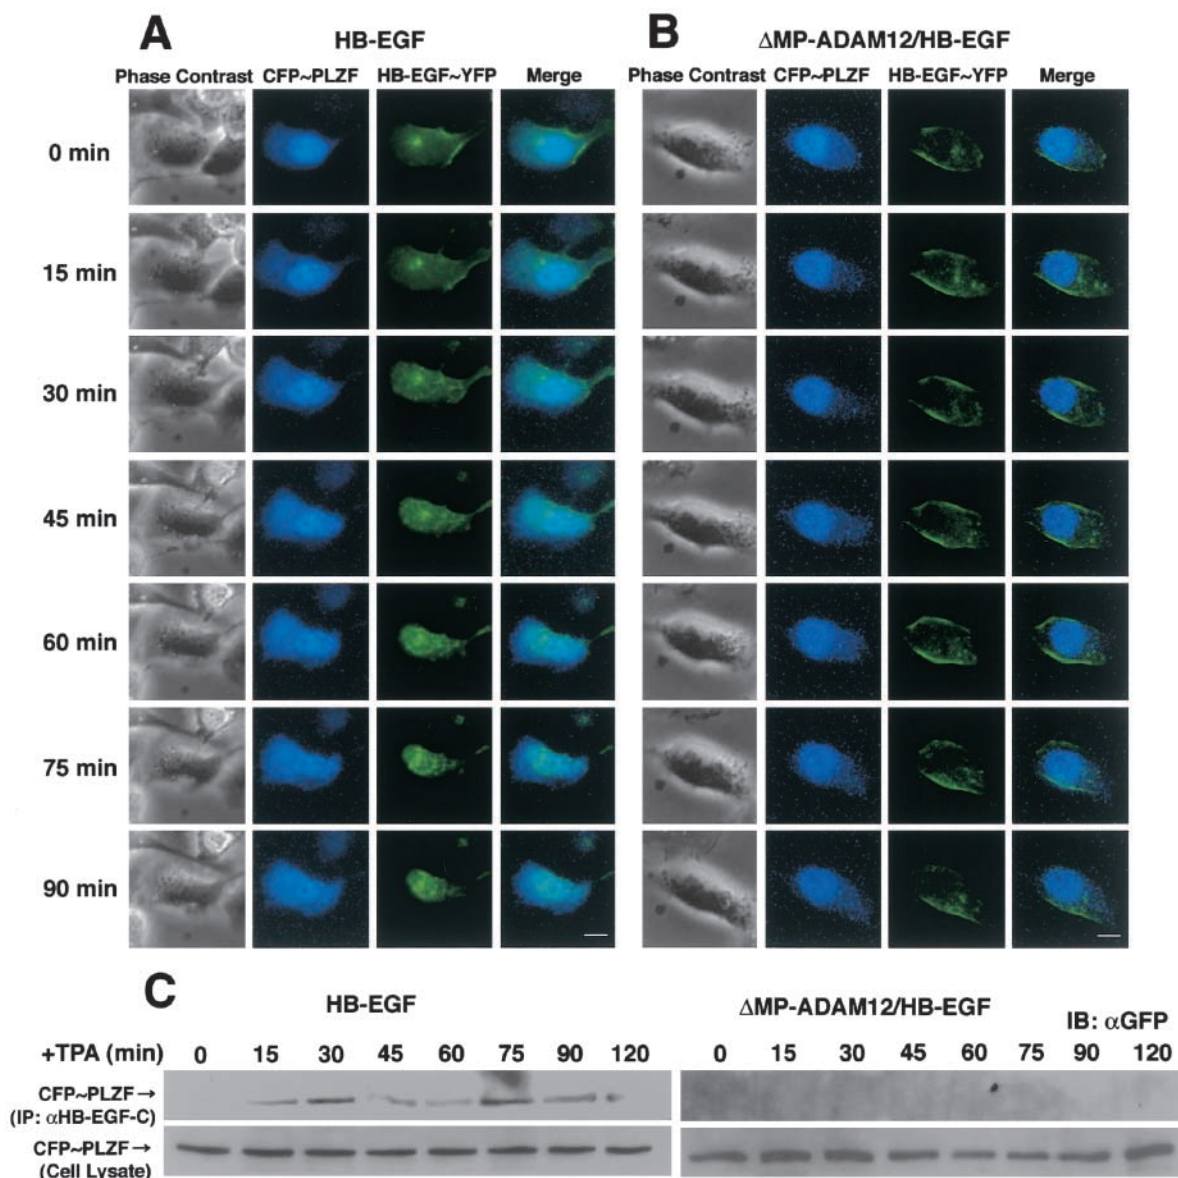 A
HB-EGF
Phase Contrast CFP~PLZF HB-EGF~YFP Merge
B
ΔMP-ADAM12/HB-EGF
Phase Contrast CFP~PLZF HB-EGF~YFP Merge
0 min
15 min
30 min
45 min
60 min
75 min
90 min
C
HB-EGF
ΔMP-ADAM12/HB-EGF
IB: αGFP
+TPA (min) 0 15 30 45 60 75 90 120
0 15 30 45 60 75 90 120
CFP~PLZF→
(IP: αHB-EGF-C)
CFP~PLZF→
(Cell Lysate)